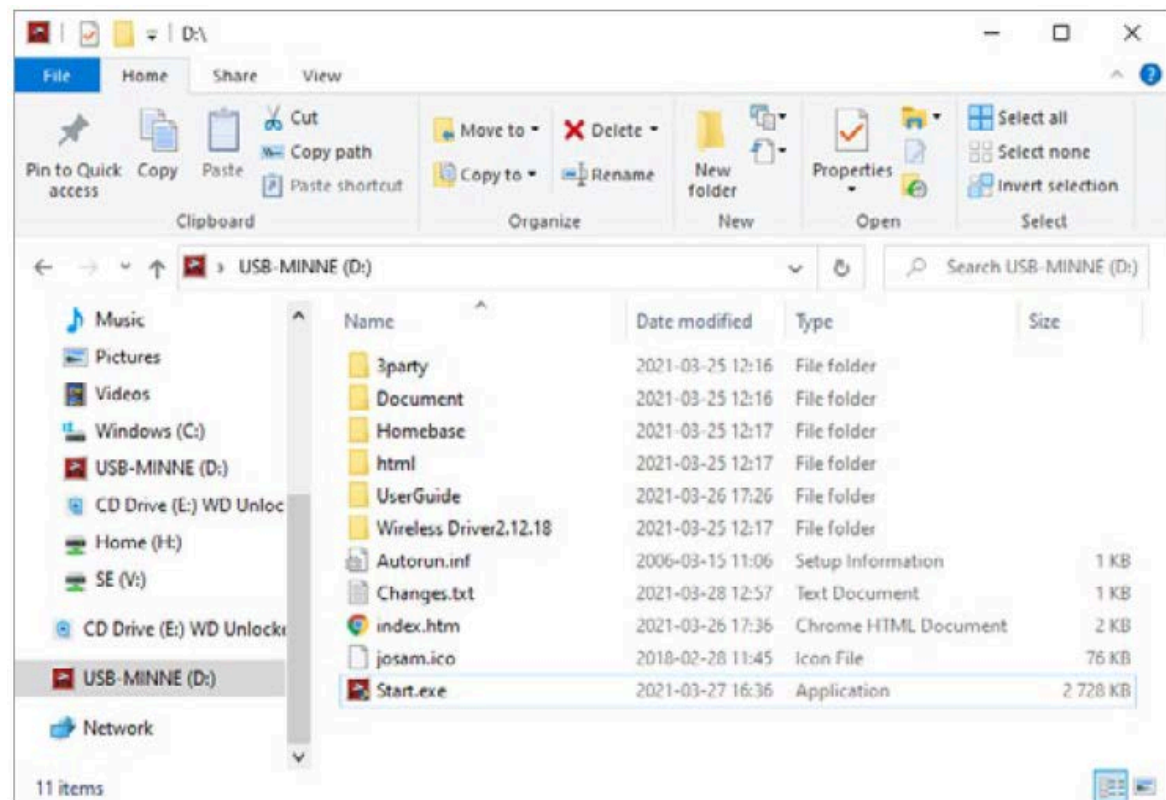 D:\
File Home Share View
Pin to Quick access
Copy
Paste
Cut
Copy path
Paste shortcut
Clipboard
Move to
Copy to
Delete
Rename
Organize
New folder
New
Properties
Open
Select all
Select none
Invert selection
Select
USB-MINNE (D:)
Search USB-MINNE (D:)
Music
Pictures
Videos
Windows (C:)
USB-MINNE (D:)
CD Drive (E:) WD Unloc
Home (H:)
SE (V:)
CD Drive (E:) WD Unlocke
USB-MINNE (D:)
Network
Name Date modified Type Size
3party 2021-03-25 12:16 File folder
Document 2021-03-25 12:16 File folder
Homebase 2021-03-25 12:17 File folder
html 2021-03-25 12:17 File folder
UserGuide 2021-03-26 17:26 File folder
Wireless Driver2.12.18 2021-03-25 12:17 File folder
Autorun.inf 2006-03-15 11:06 Setup Information 1 KB
Changes.txt 2021-03-28 12:57 Text Document 1 KB
index.htm 2021-03-26 17:36 Chrome HTML Document 2 KB
josam.ico 2018-02-28 11:45 Icon File 76 KB
Start.exe 2021-03-27 16:36 Application 2 728 KB
11 items